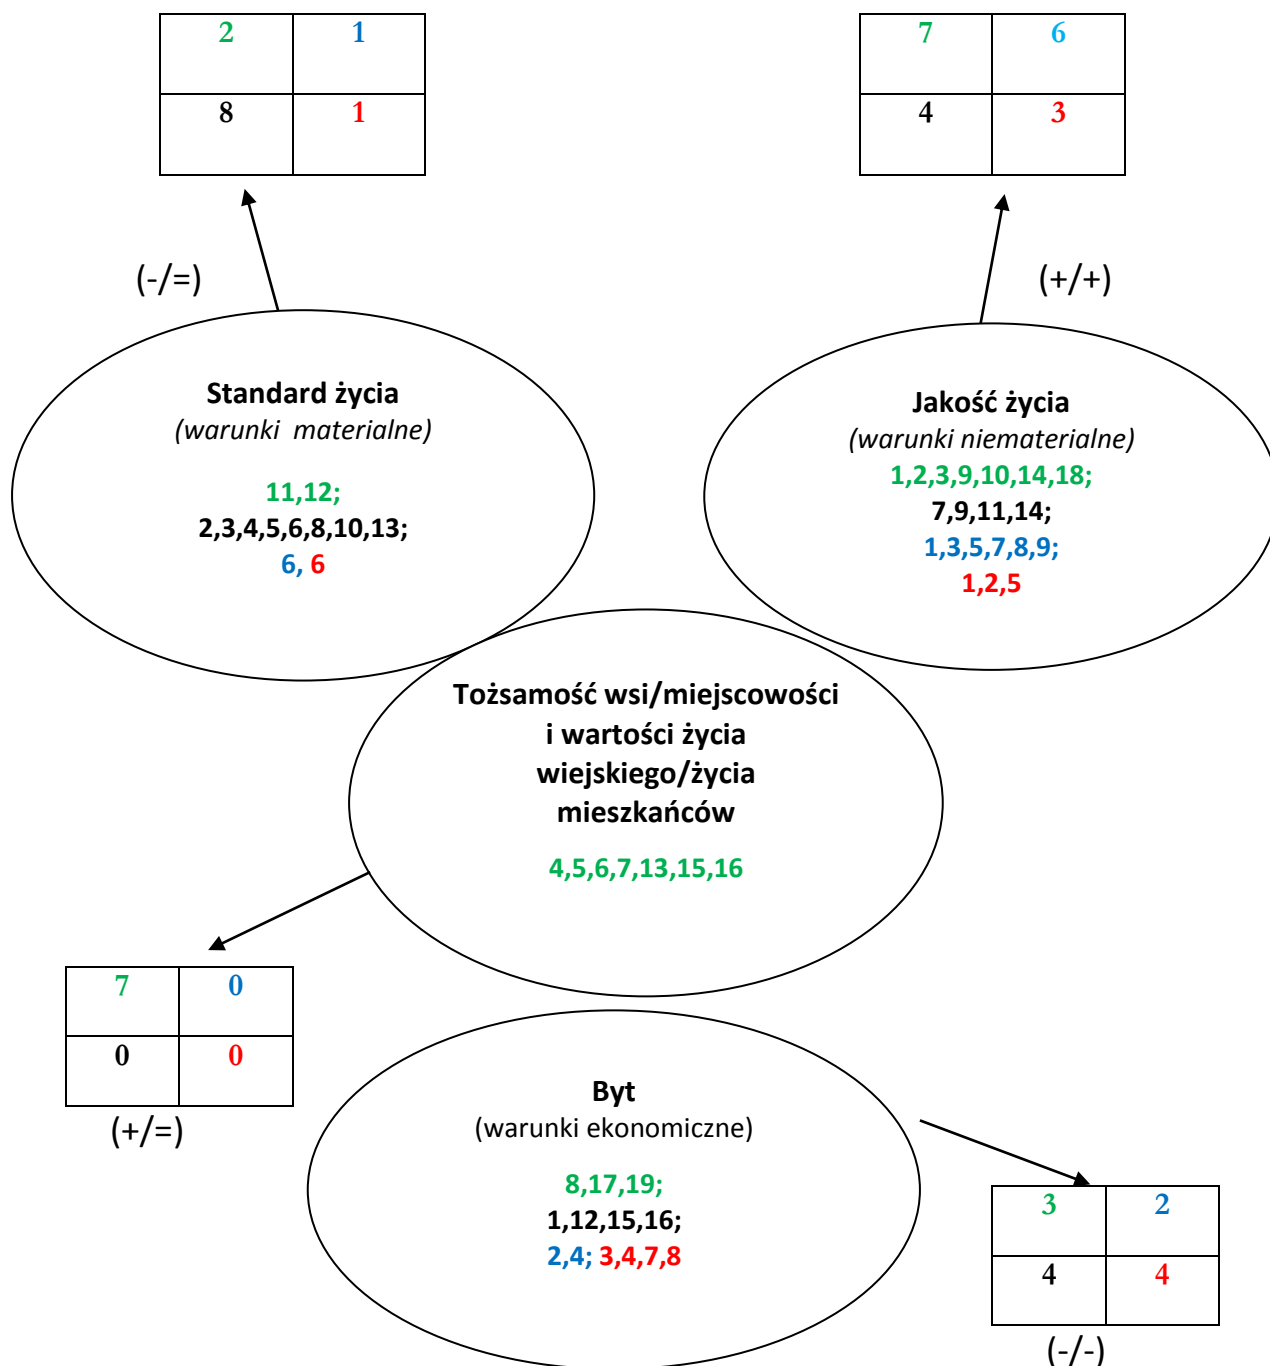 2 1
8 1
7 6
4 3
(-/=)
(+/+)
Standard życia
(warunki materialne)
11,12;
2,3,4,5,6,8,10,13;
6, 6
Jakość życia
(warunki niematerialne)
1,2,3,9,10,14,18;
7,9,11,14;
1,3,5,7,8,9;
1,2,5
Tożsamość wsi/miejscowości
i wartości życia
wiejskiego/życia
mieszkańców
4,5,6,7,13,15,16
7 0
0 0
(+/=)
Byt
(warunki ekonomiczne)
8,17,19;
1,12,15,16;
2,4; 3,4,7,8
3 2
4 4
(-/-)